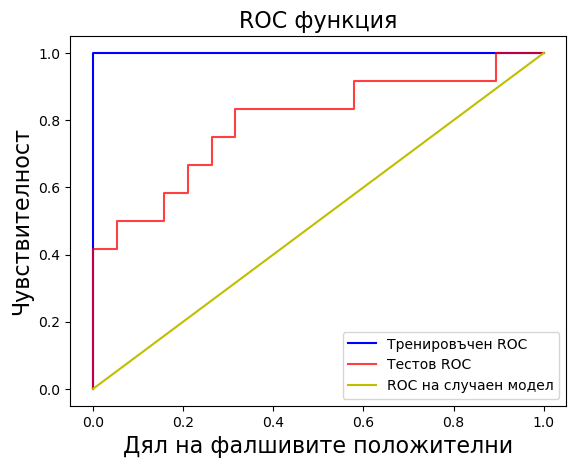 ROC функция
Чувствителност
1.0
0.8
0.6
0.4
0.2
0.0
Тренировъчен ROC
Тестов ROC
ROC на случаен модел
0.0 0.2 0.4 0.6 0.8 1.0
Дял на фалшивите положителни